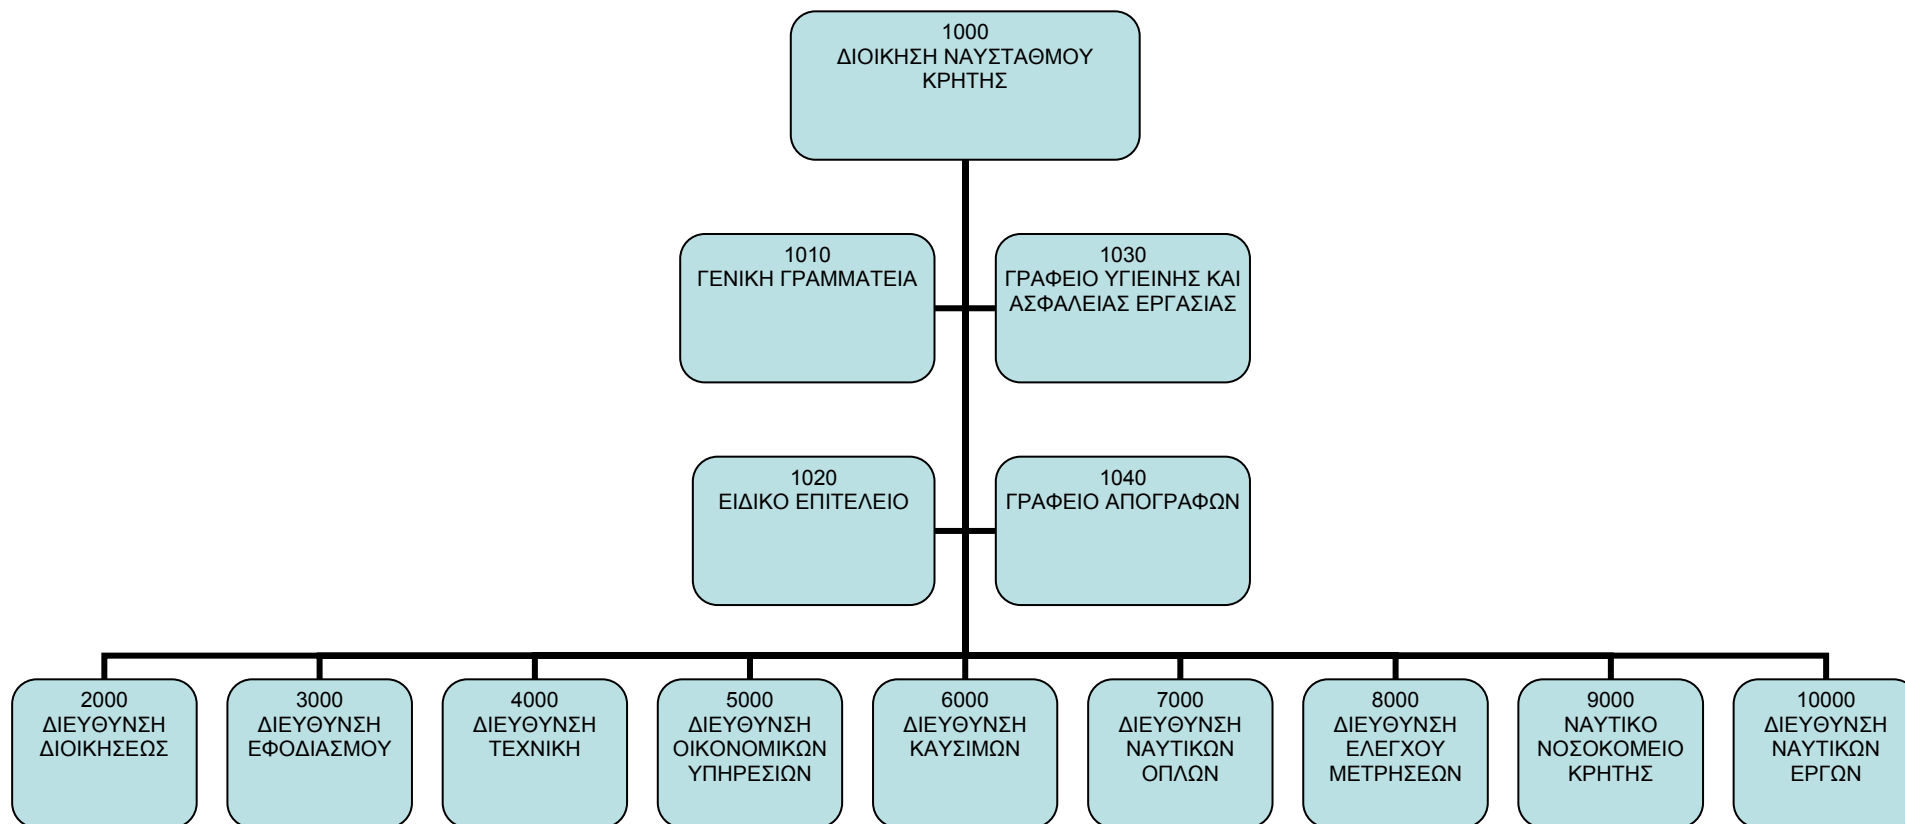 1000
ΔΙΟΙΚΗΣΗ ΝΑΥΣΤΑΘΜΟΥ
ΚΡΗΤΗΣ
1010
ΓΕΝΙΚΗ ΓΡΑΜΜΑΤΕΙΑ
1030
ΓΡΑΦΕΙΟ ΥΓΙΕΙΝΗΣ ΚΑΙ
ΑΣΦΑΛΕΙΑΣ ΕΡΓΑΣΙΑΣ
1020
ΕΙΔΙΚΟ ΕΠΙΤΕΛΕΙΟ
1040
ΓΡΑΦΕΙΟ ΑΠΟΓΡΑΦΩΝ
2000
ΔΙΕΥΘΥΝΣΗ
ΔΙΟΙΚΗΣΕΩΣ
3000
ΔΙΕΥΘΥΝΣΗ
ΕΦΟΔΙΑΣΜΟΥ
4000
ΔΙΕΥΘΥΝΣΗ
ΤΕΧΝΙΚΗ
5000
ΔΙΕΥΘΥΝΣΗ
ΟΙΚΟΝΟΜΙΚΩΝ
ΥΠΗΡΕΣΙΩΝ
6000
ΔΙΕΥΘΥΝΣΗ
ΚΑΥΣΙΜΩΝ
7000
ΔΙΕΥΘΥΝΣΗ
ΝΑΥΤΙΚΩΝ
ΟΠΛΩΝ
8000
ΔΙΕΥΘΥΝΣΗ
ΕΛΕΓΧΟΥ
ΜΕΤΡΗΣΕΩΝ
9000
ΝΑΥΤΙΚΟ
ΝΟΣΟΚΟΜΕΙΟ
ΚΡΗΤΗΣ
10000
ΔΙΕΥΘΥΝΣΗ
ΝΑΥΤΙΚΩΝ
ΕΡΓΩΝ